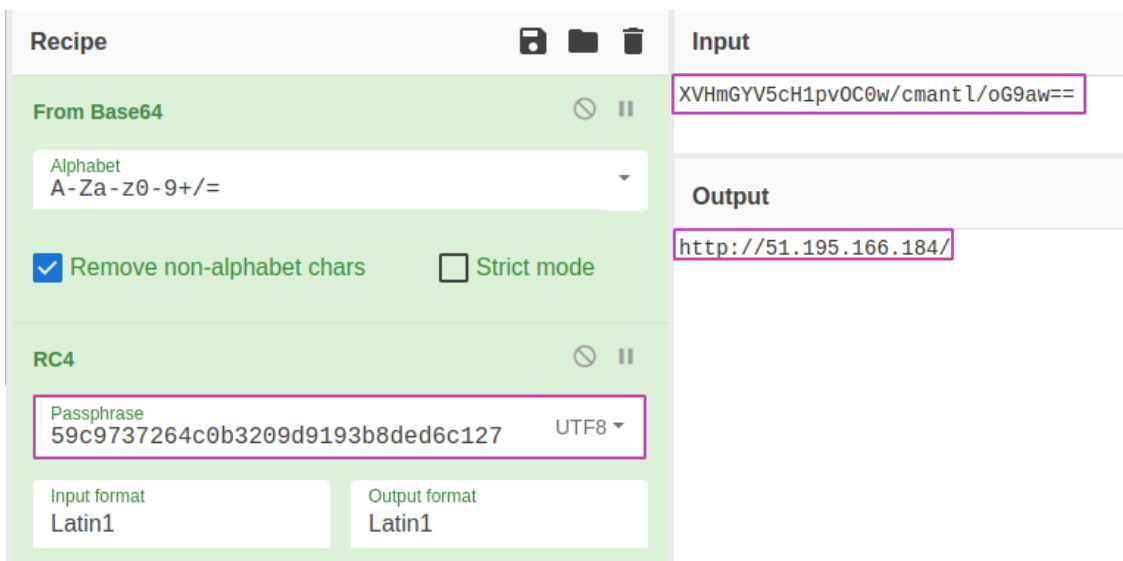 Recipe
From Base64
Alphabet
A-Za-z0-9+/=
Remove non-alphabet chars
Strict mode
RC4
Passphrase
59c9737264c0b3209d9193b8ded6c127
UTF8
Input format
Latin1
Output format
Latin1
Input
XVHmGYV5cH1pvOC0w/cmantl/oG9aw==
Output
http://51.195.166.184/